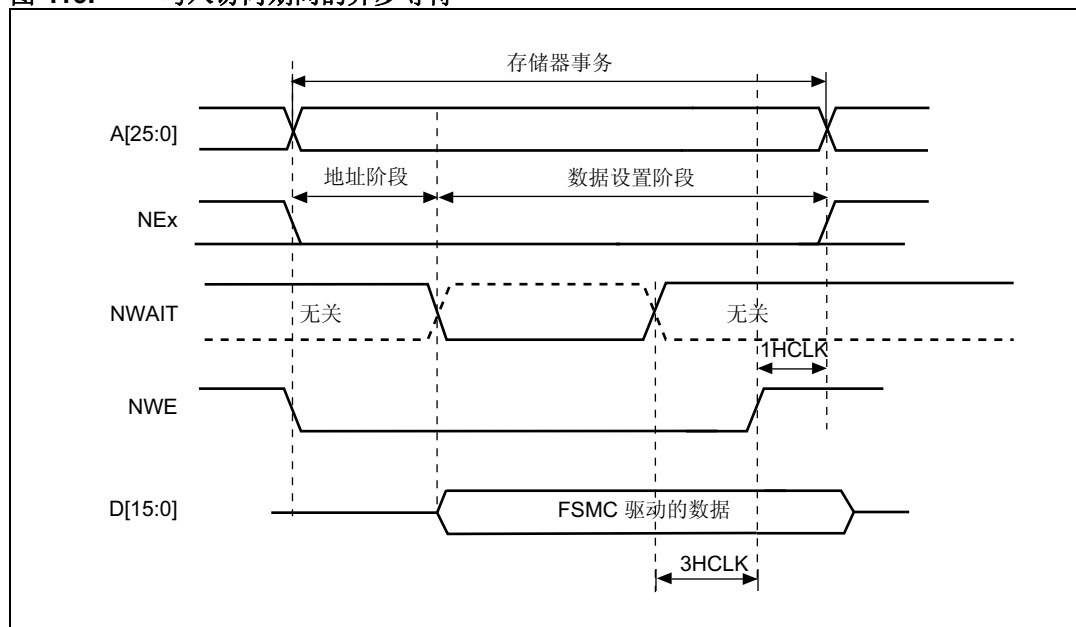 存储器事务
A[25:0]
地址阶段
数据设置阶段
NEx
NWAIT
无关
无关
1HCLK
NWE
D[15:0]
FSMC 驱动的数据
3HCLK